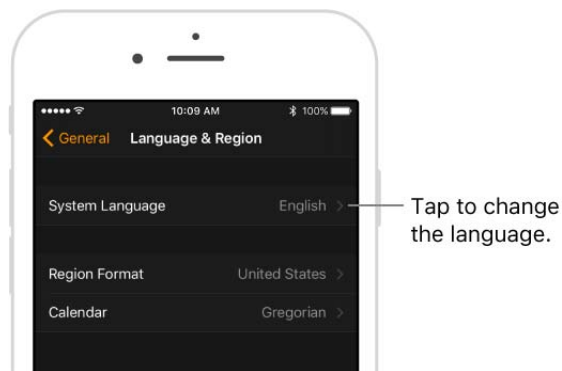 10:09 AM 100%
General Language & Region
System Language English
Region Format United States
Calendar Gregorian
Tap to change
the language.